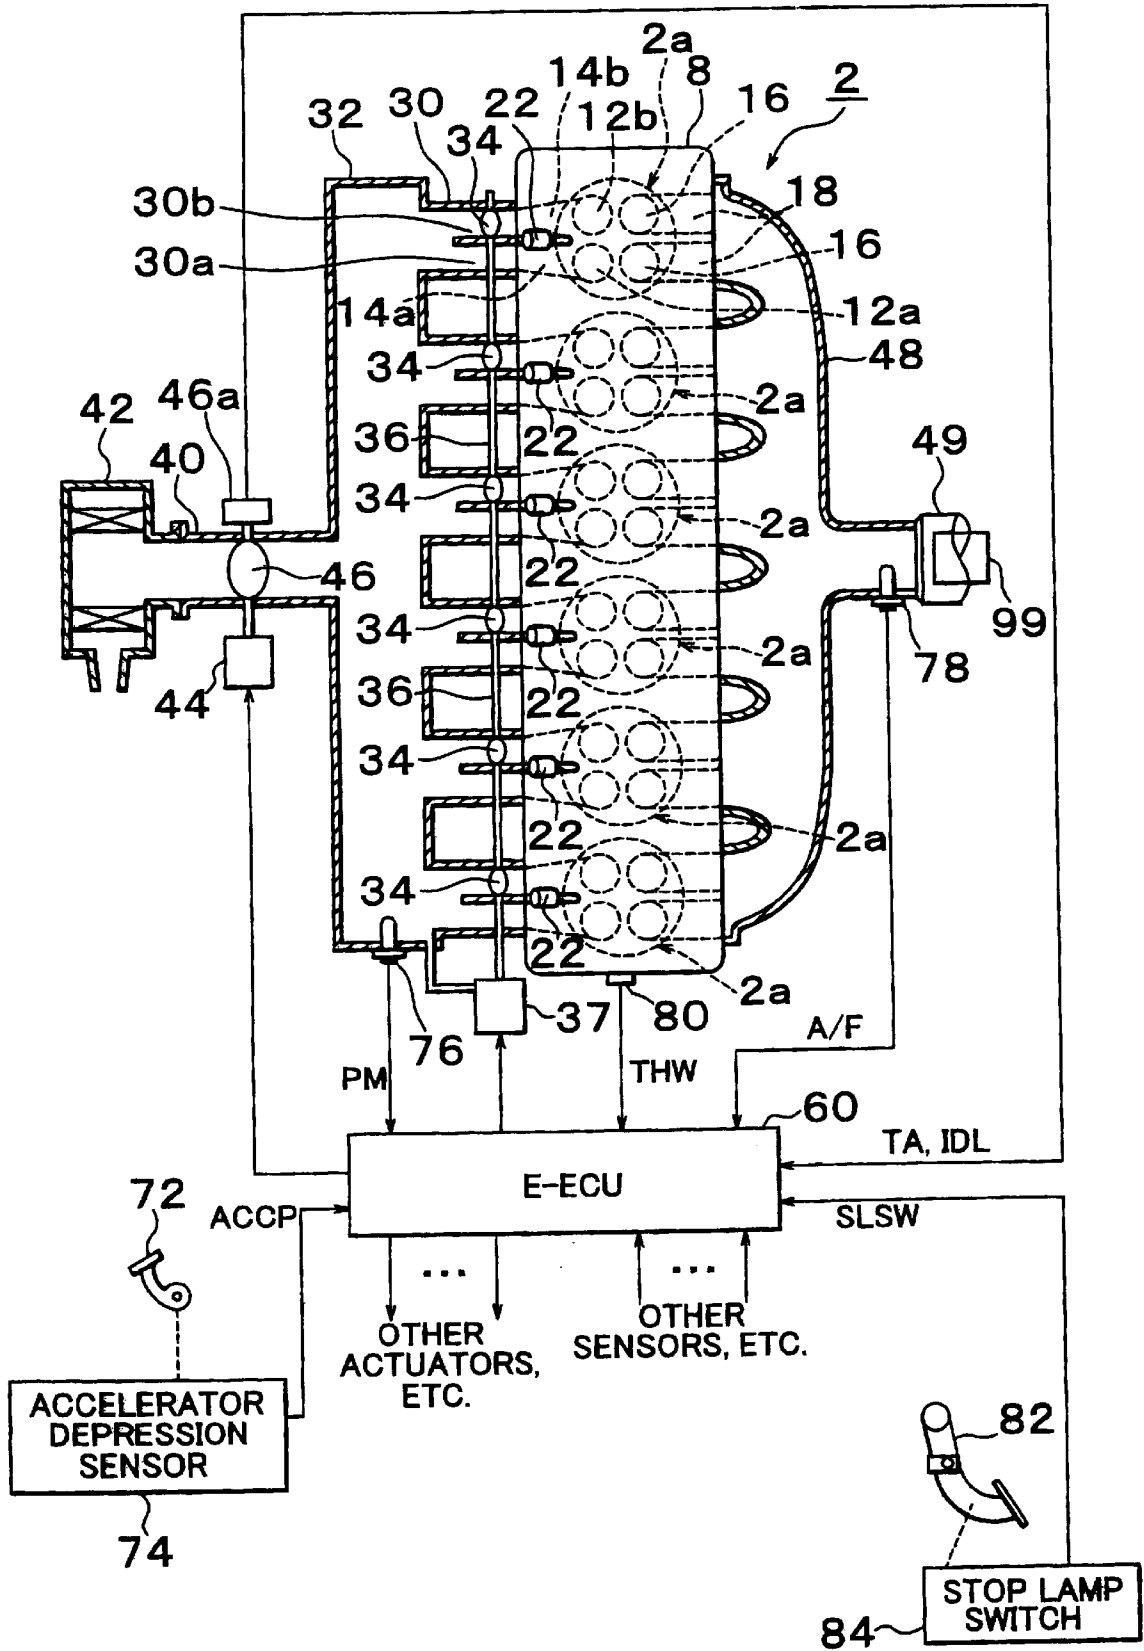 2a
8
2
14b
22
12b
16
30
34
32
30b
18
30a
16
14a
12a
34
48
46a
42
22
2a
36
40
49
34
2a
22
46
99
34
2a
78
44
36
22
34
22
2a
34
22
2a
80
37
76
A/F
PM
THW
60
TA, IDL
E-ECU
72
ACCP
SLSW
...
...
OTHER
ACTUATORS,
ETC.
OTHER
SENSORS, ETC.
ACCELERATOR
DEPRESSION
SENSOR
74
82
STOP LAMP
SWITCH
84